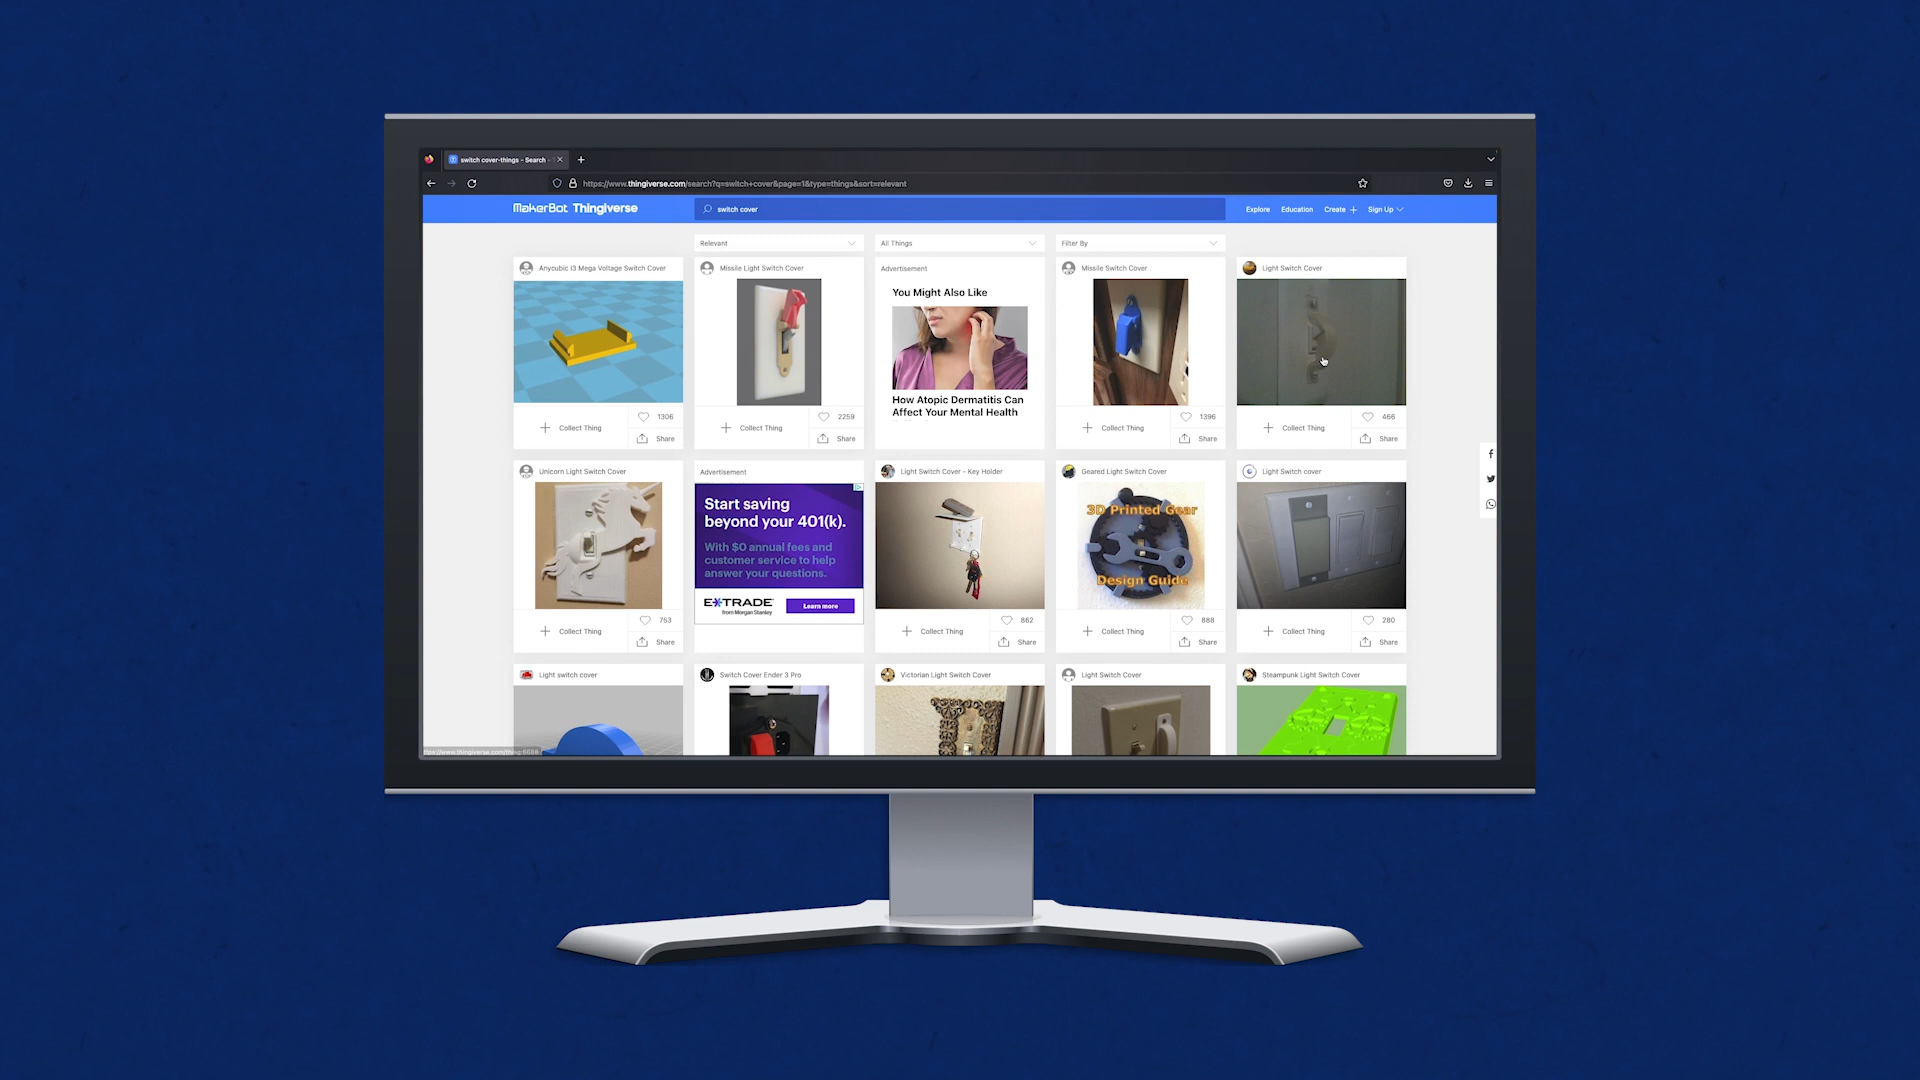 switch cover-things - Search -
https://www.thingiverse.com/search?q=switch+cover&page=1&type=things&sort=relevant
MakerBot Thingiverse
switch cover
Explore
Education
Create
Sign Up
Relevant
All Things
Filter By
Anycubic I3 Mega Voltage Switch Cover
Missile Light Switch Cover
Advertisement
Missile Switch Cover
Light Switch Cover
You Might Also Like
How Atopic Dermatitis Can
Affect Your Mental Health
1306
Collect Thing
Share
2259
Collect Thing
Share
1396
Collect Thing
Share
466
Collect Thing
Share
Unicorn Light Switch Cover
Advertisement
Light Switch Cover - Key Holder
Geared Light Switch Cover
Light Switch cover
Start saving
beyond your 401(k).
With $0 annual fees and
customer service to help
answer your questions.
E*TRADE
from Morgan Stanley
Learn more
3D Printed Gear
Design Guide
753
Collect Thing
Share
862
Collect Thing
Share
888
Collect Thing
Share
280
Collect Thing
Share
Light switch cover
Switch Cover Ender 3 Pro
Victorian Light Switch Cover
Light Switch Cover
Steampunk Light Switch Cover